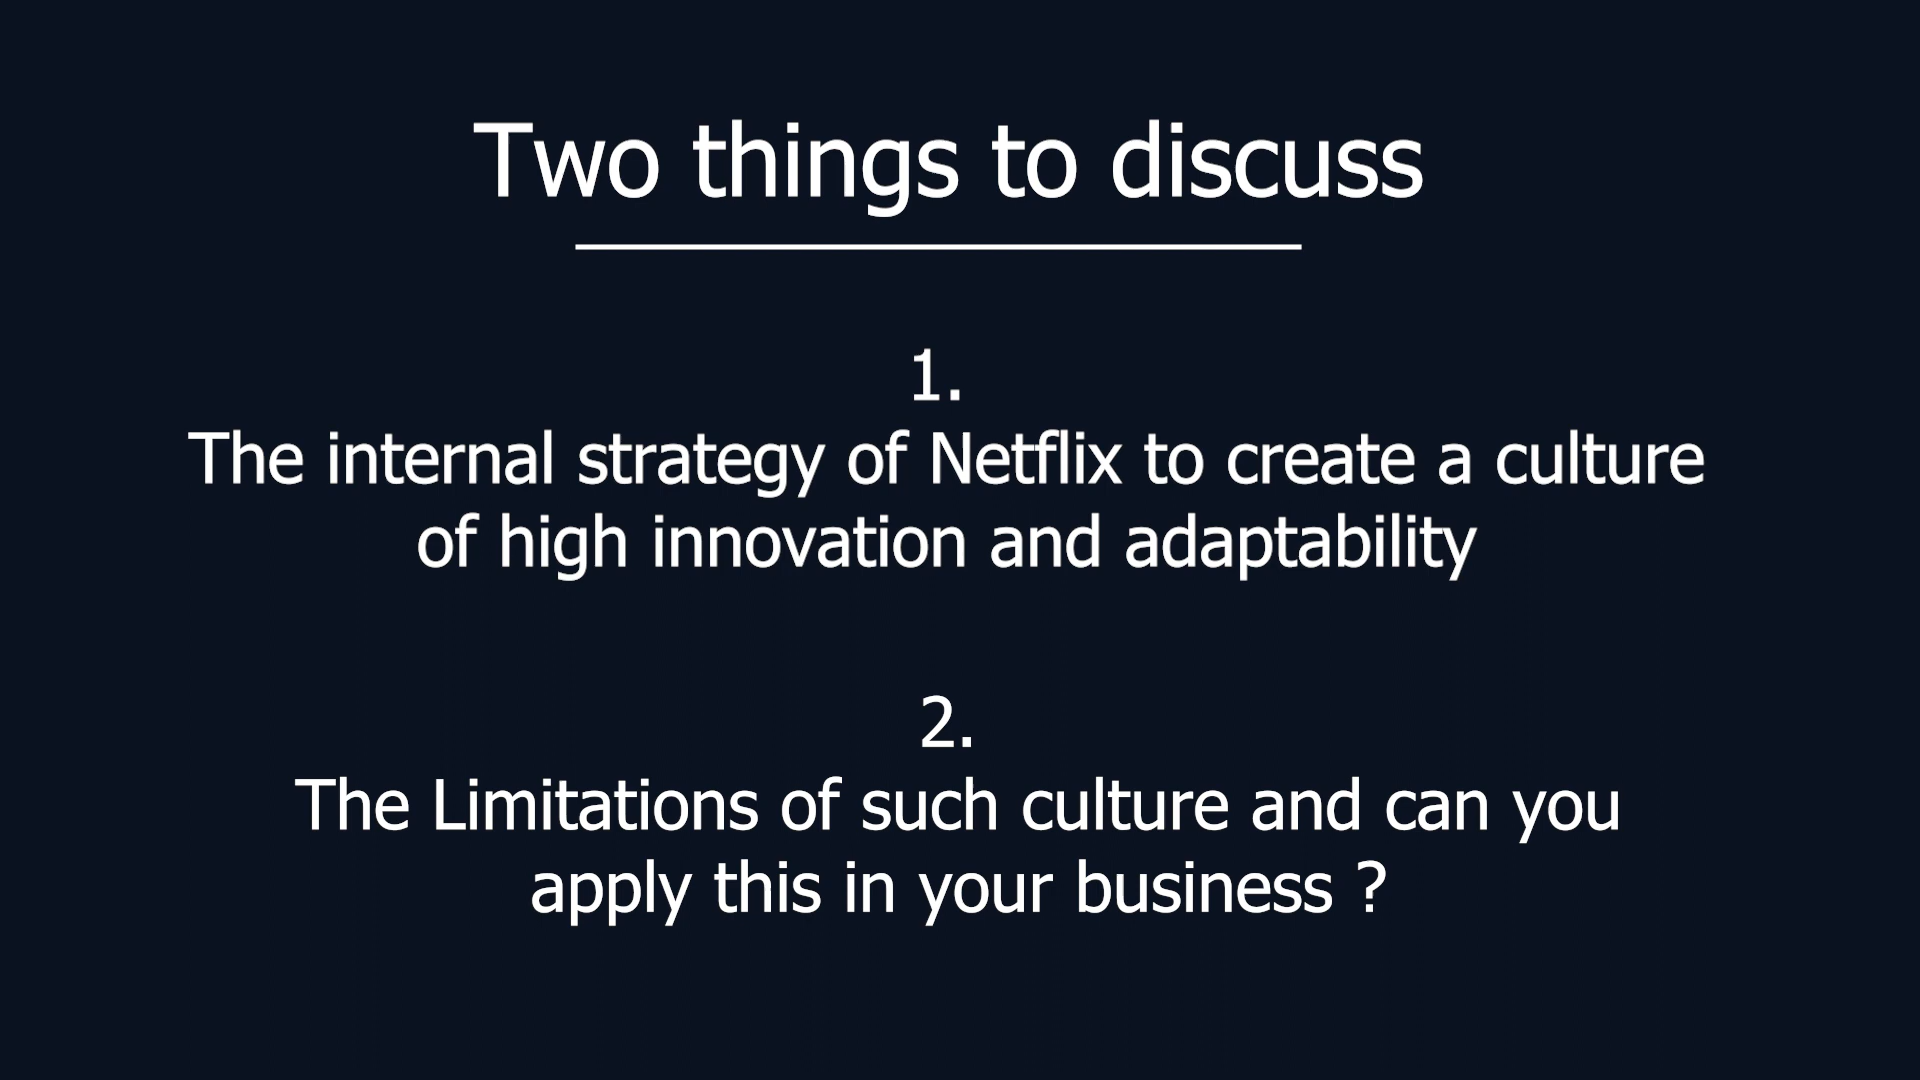 Two things to discuss
1.
The internal strategy of Netflix to create a culture
of high innovation and adaptability
2.
The Limitations of such culture and can you
apply this in your business ?